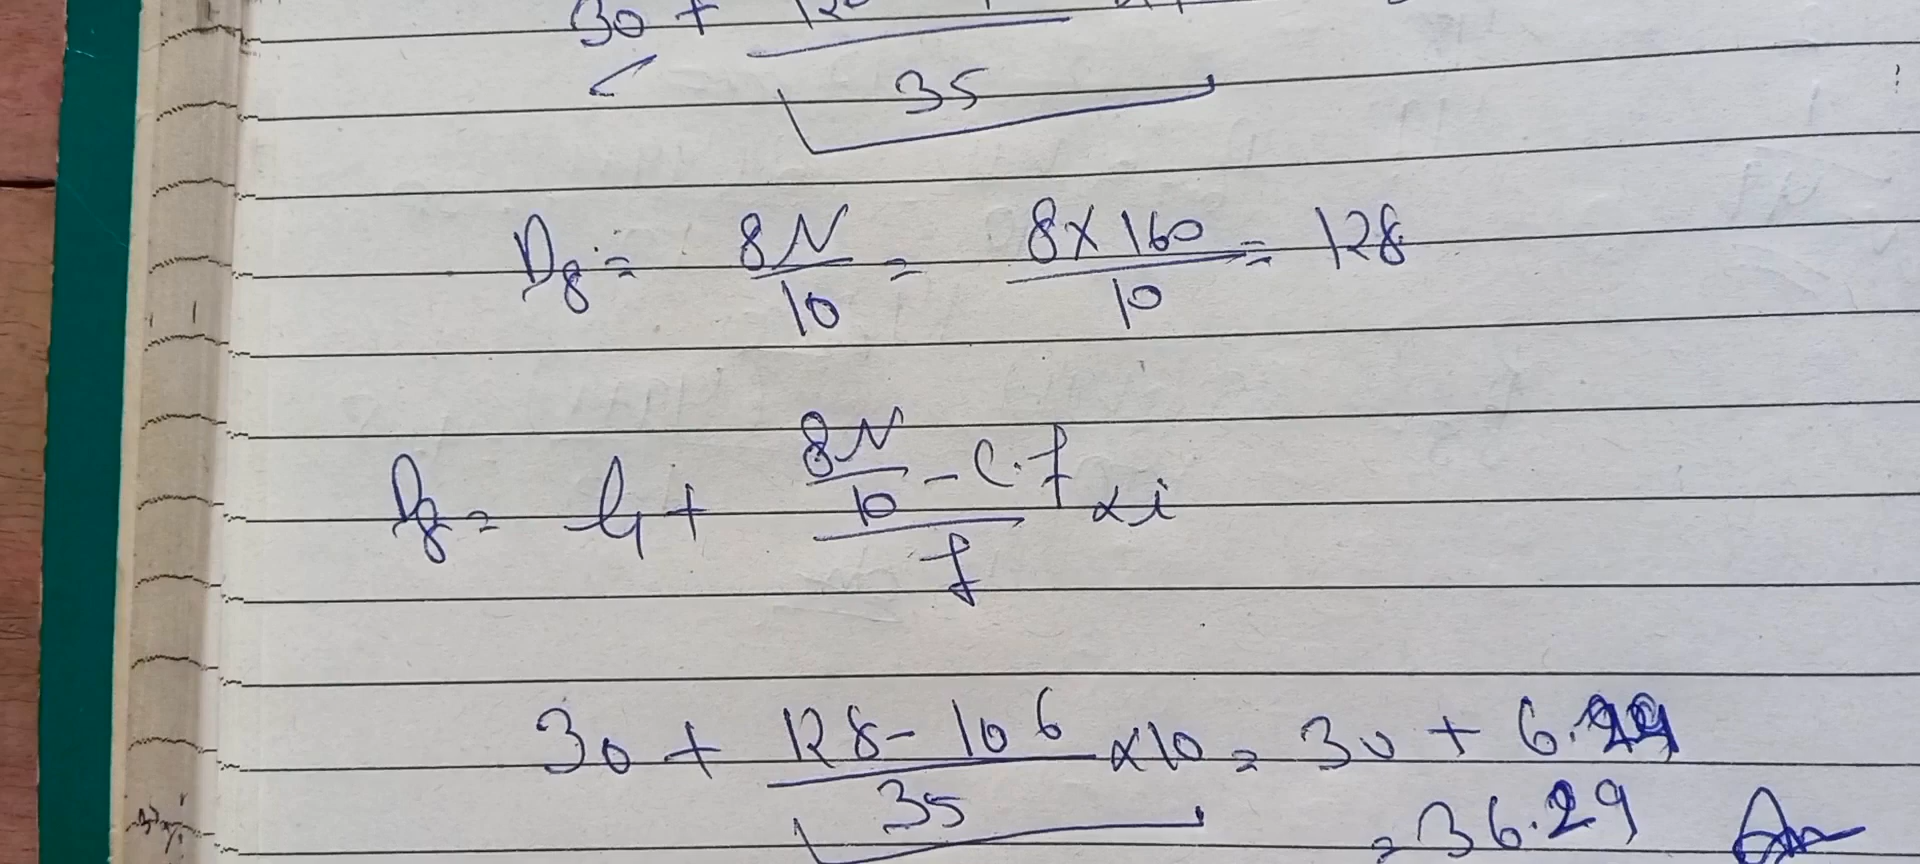 30 +
35
D8 = 8N/10 = 8×160/10 = 128
D8 = l1 + (8N/10 - c.f)/f × i
30 + (128-106)/35 ×10 = 30 + 6.29
= 36.29 Ans